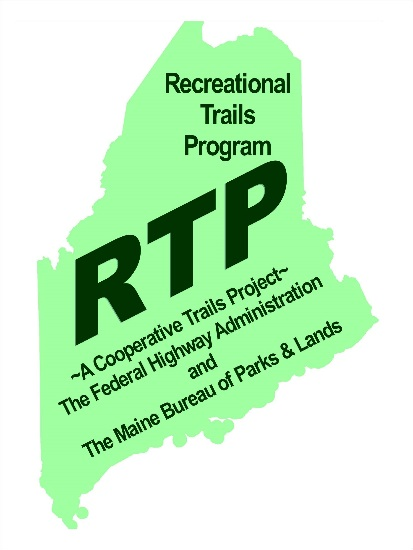 Recreational
Trails
Program
RTP
~A Cooperative Trails Project~
The Federal Highway Administration
and
The Maine Bureau of Parks & Lands